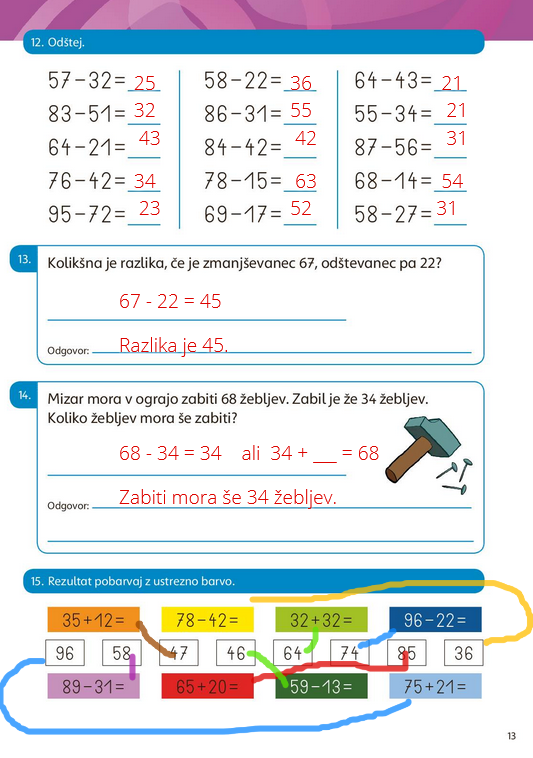 12. Odštej.
57-32= 25 58-22= 36 64-43= 21
83-51= 32 86-31= 55 55-34= 21
64-21= 43 84-42= 42 87-56= 31
76-42= 34 78-15= 63 68-14= 54
95-72= 23 69-17= 52 58-27= 31
13. Kolikšna je razlika, če je zmanjševanec 67, odštevanec pa 22?
67 - 22 = 45
Odgovor: Razlika je 45.
14. Mizar mora v ograjo zabiti 68 žebljev. Zabil je že 34 žebljev.
Koliko žebljev mora še zabiti?
68 - 34 = 34 ali 34 + __ = 68
Odgovor: Zabiti mora še 34 žebljev.
15. Rezultat pobarvaj z ustrezno barvo.
35+12= 78-42= 32+32= 96-22=
96 58 47 46 64 74 85 36
89-31= 65+20= 59-13= 75+21=
13